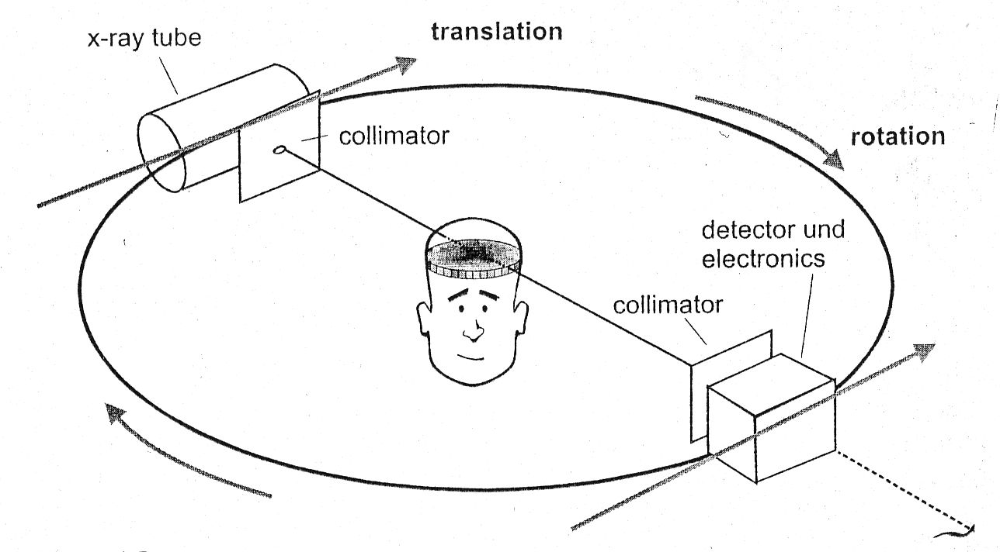 x-ray tube
translation
collimator
rotation
detector und
electronics
collimator